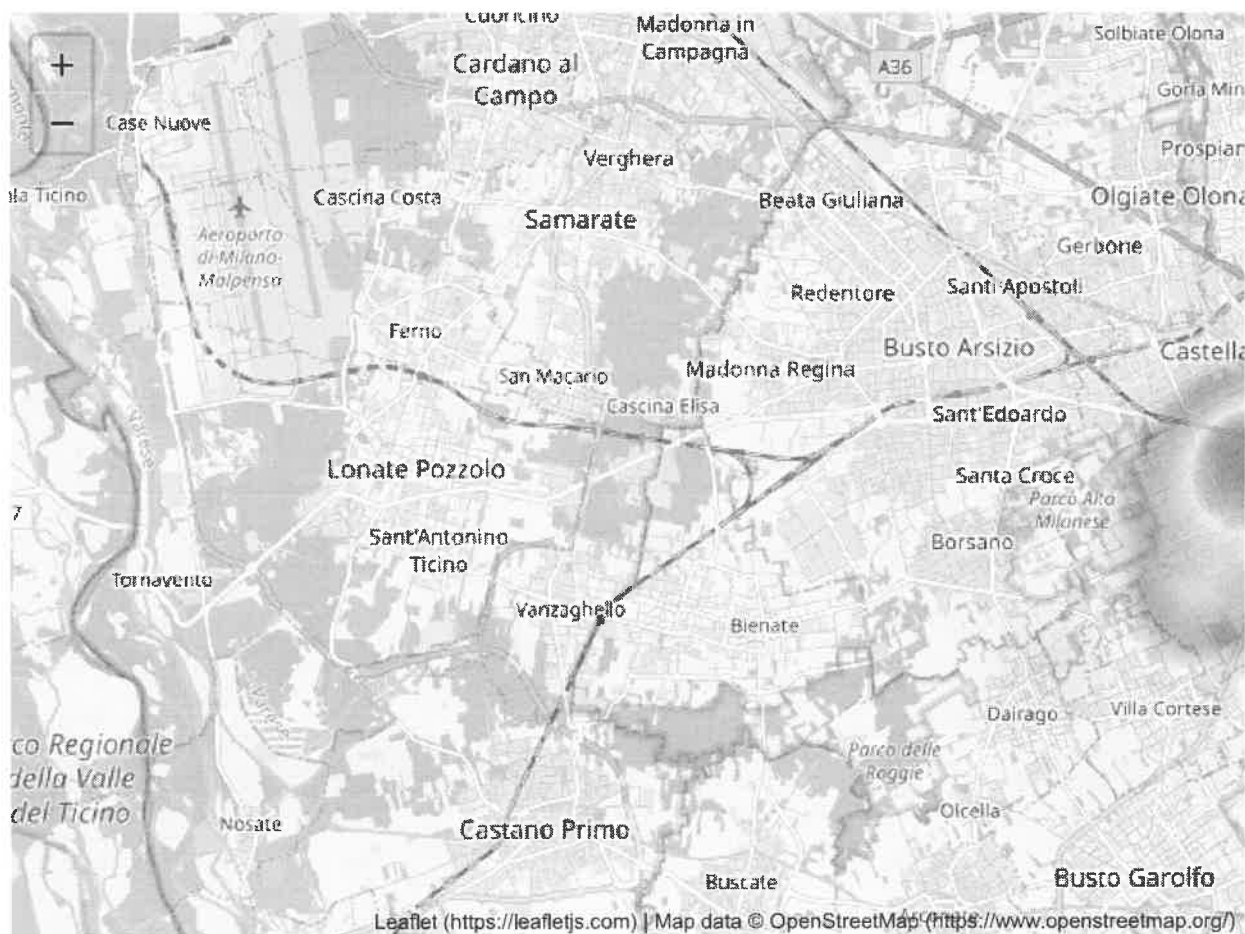 Cuoricino
Madonna in
Campagna
Solbiate Olona
+
Cardano al
Campo
A36
−
Case Nuove
Verghera
Prospian
ala Ticino
Cascina Costa
Beata Giuliana
Olgiate Olona
Samarate
Aeroporto
di Milano-
Malpensa
Gerbone
Redentore
Santi Apostoli
Ferno
Busto Arsizio
Castella
San Macario
Madonna Regina
Cascina Elisa
Sant'Edoardo
Lonate Pozzolo
Santa Croce
Parco Alto
Milanese
7
Sant'Antonino
Ticino
Borsano
Tornavento
Vanzaghello
Bienate
Dairago
Villa Cortese
co Regionale
della Valle
del Ticino
Parco delle
Roggie
Nosate
Castano Primo
Olcella
Buscate
Busto Garolfo
Leaflet (https://leafletjs.com) | Map data © OpenStreetMap (https://www.openstreetmap.org/)